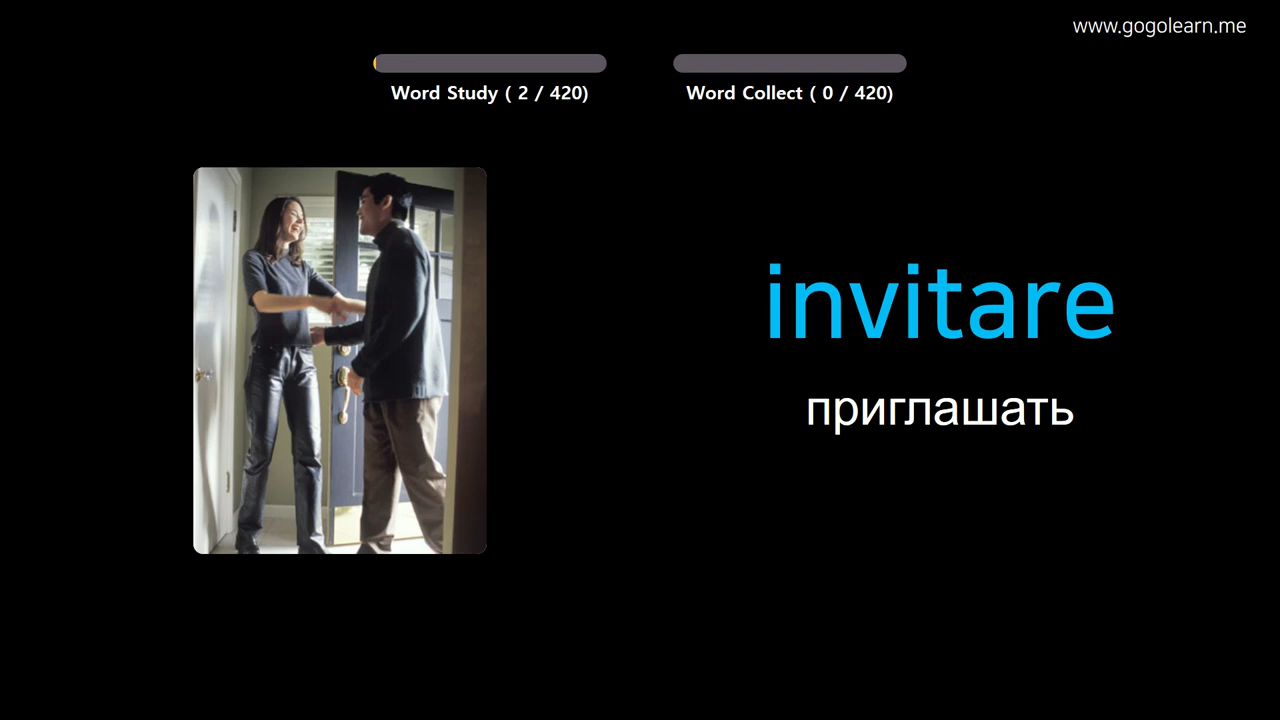 www.gogolearn.me
Word Study ( 2 / 420)
Word Collect ( 0 / 420)
invitare
приглашать